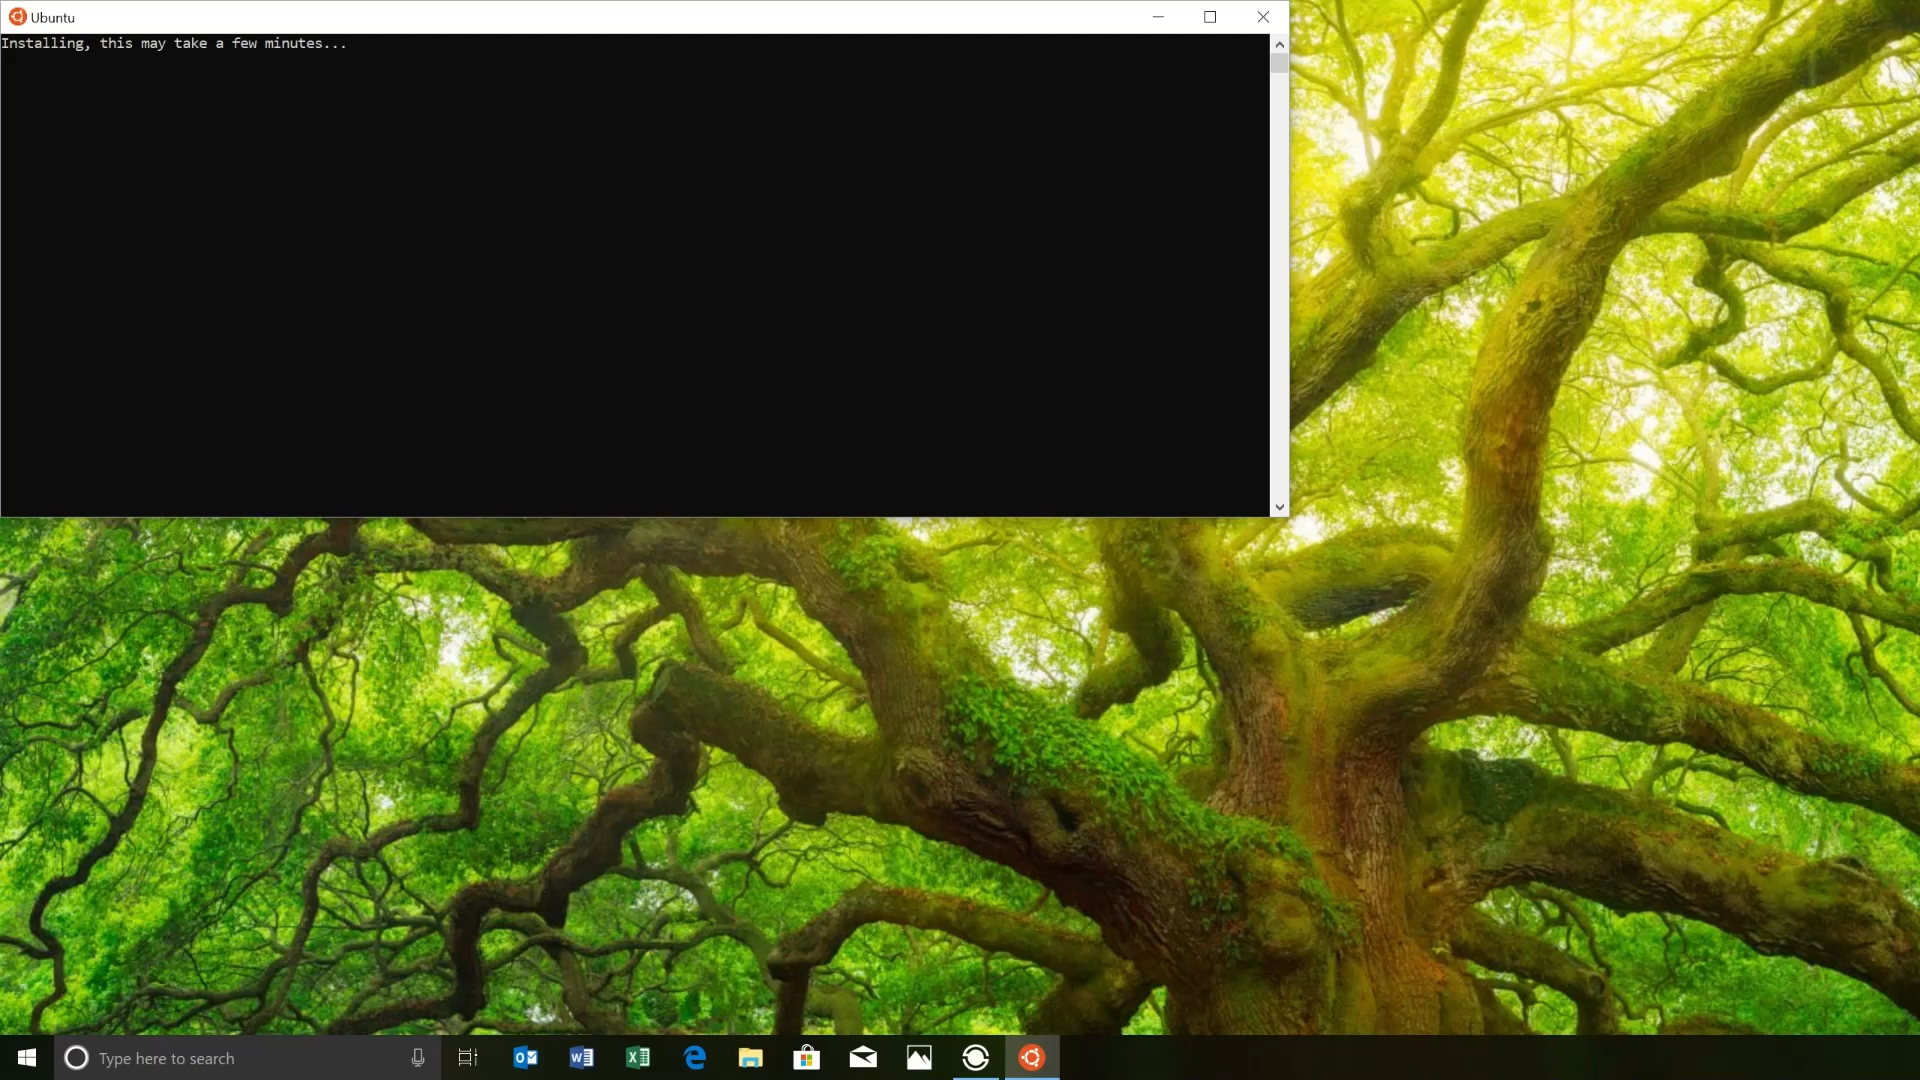 Ubuntu
Installing, this may take a few minutes...
Type here to search